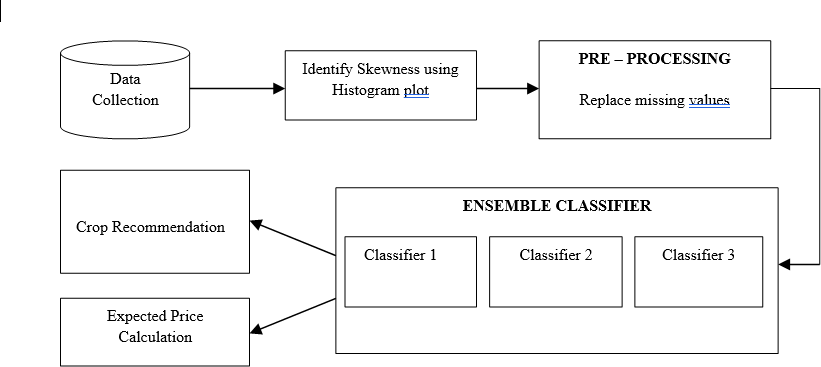 Data
Collection
Identify Skewness using
Histogram plot
PRE – PROCESSING
Replace missing values
ENSEMBLE CLASSIFIER
Classifier 1
Classifier 2
Classifier 3
Crop Recommendation
Expected Price
Calculation